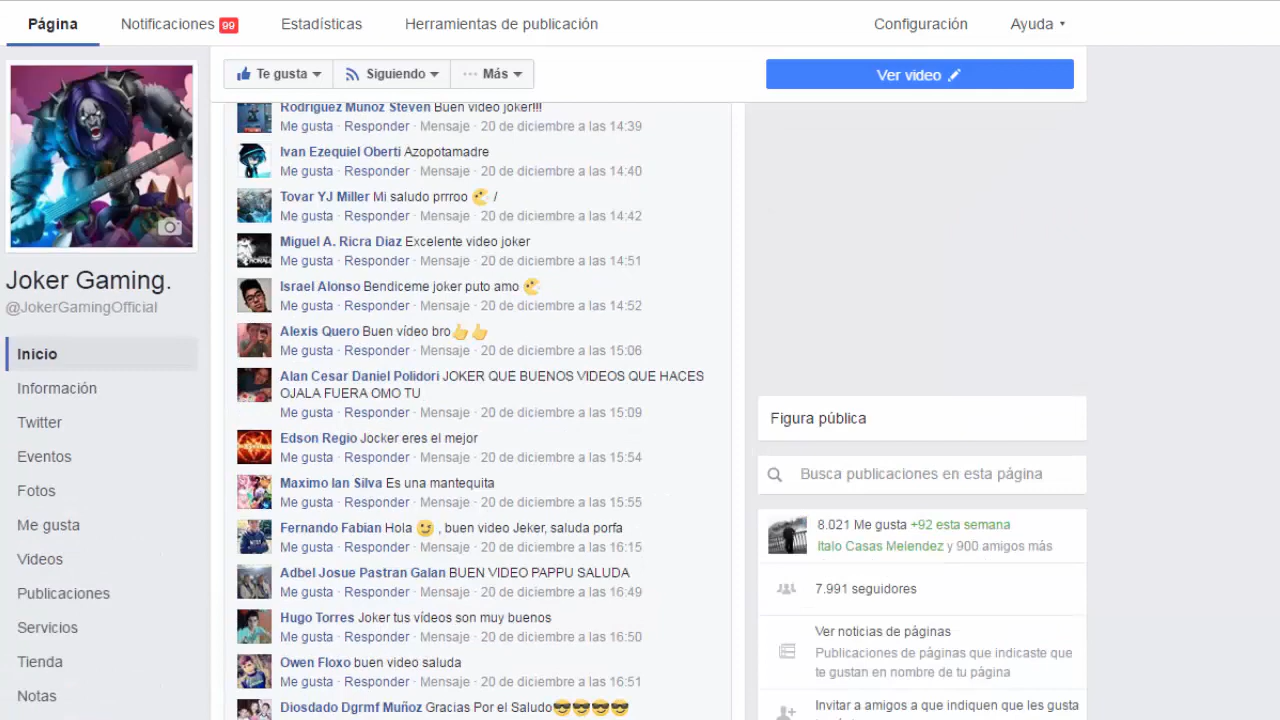 Página Notificaciones 99 Estadísticas Herramientas de publicación Configuración Ayuda
Te gusta Siguiendo Más Ver video
Joker Gaming.
@JokerGamingOfficial
Inicio
Información
Twitter
Eventos
Fotos
Me gusta
Videos
Publicaciones
Servicios
Tienda
Notas
Rodriguez Munoz Steven Buen video joker!!!
Me gusta · Responder · Mensaje · 20 de diciembre a las 14:39
Ivan Ezequiel Oberti Azopotamadre
Me gusta · Responder · Mensaje · 20 de diciembre a las 14:40
Tovar YJ Miller Mi saludo prrroo /
Me gusta · Responder · Mensaje · 20 de diciembre a las 14:42
Miguel A. Ricra Diaz Excelente video joker
Me gusta · Responder · Mensaje · 20 de diciembre a las 14:51
Israel Alonso Bendiceme joker puto amo
Me gusta · Responder · Mensaje · 20 de diciembre a las 14:52
Alexis Quero Buen vídeo bro👍👍
Me gusta · Responder · Mensaje · 20 de diciembre a las 15:06
Alan Cesar Daniel Polidori JOKER QUE BUENOS VIDEOS QUE HACES
OJALA FUERA OMO TU
Me gusta · Responder · Mensaje · 20 de diciembre a las 15:09
Edson Regio Jocker eres el mejor
Me gusta · Responder · Mensaje · 20 de diciembre a las 15:54
Maximo Ian Silva Es una mantequita
Me gusta · Responder · Mensaje · 20 de diciembre a las 15:55
Fernando Fabian Hola 😉 , buen video Jeker, saluda porfa
Me gusta · Responder · Mensaje · 20 de diciembre a las 16:15
Adbel Josue Pastran Galan BUEN VIDEO PAPPU SALUDA
Me gusta · Responder · Mensaje · 20 de diciembre a las 16:49
Hugo Torres Joker tus vídeos son muy buenos
Me gusta · Responder · Mensaje · 20 de diciembre a las 16:50
Owen Floxo buen video saluda
Me gusta · Responder · Mensaje · 20 de diciembre a las 16:51
Diosdado Dgrmf Muñoz Gracias Por el Saludo😎😎😎😎
Figura pública
Busca publicaciones en esta página
8.021 Me gusta +92 esta semana
Italo Casas Melendez y 900 amigos más
7.991 seguidores
Ver noticias de páginas
Publicaciones de páginas que indicaste que
te gustan en nombre de tu página
Invitar a amigos a que indiquen que les gusta